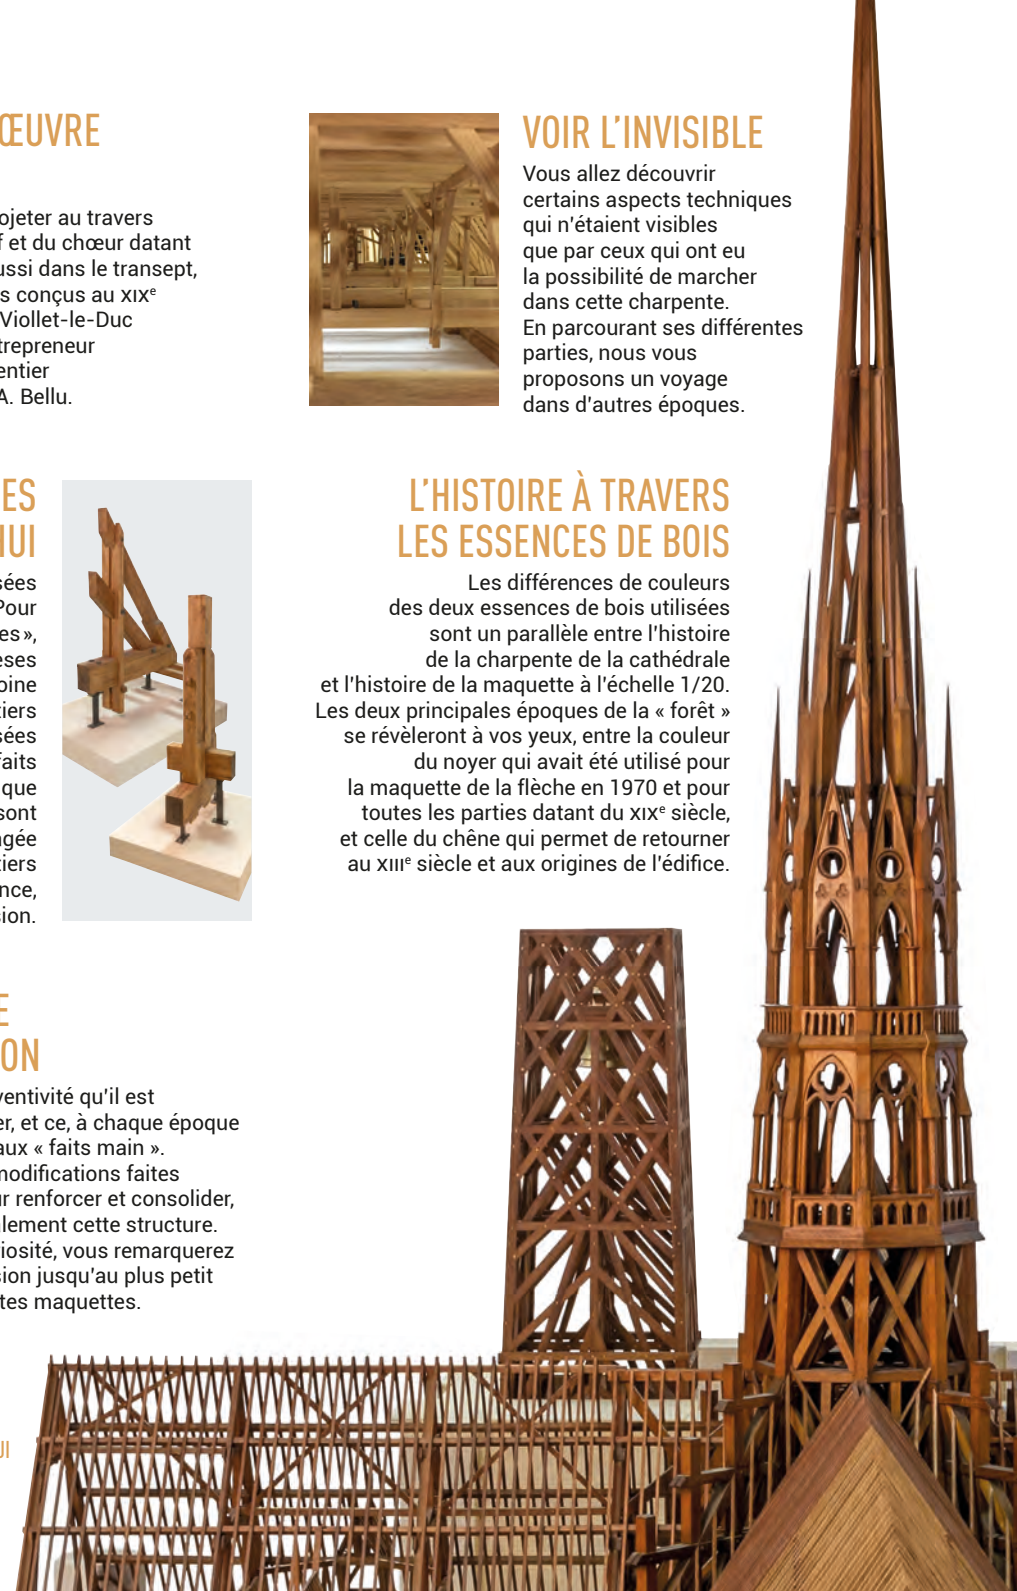 ŒUVRE
ojeter au travers
f et du chœur datant
ussi dans le transept,
s conçus au XIXe
Viollet-le-Duc
trepreneur
entier
A. Bellu.
VOIR L'INVISIBLE
Vous allez découvrir
certains aspects techniques
qui n'étaient visibles
que par ceux qui ont eu
la possibilité de marcher
dans cette charpente.
En parcourant ses différentes
parties, nous vous
proposons un voyage
dans d'autres époques.
ES
HUI
sées
Pour
es »,
èses
oine
tiers
sées
faits
que
sont
agée
tiers
nce,
sion.
L'HISTOIRE À TRAVERS
LES ESSENCES DE BOIS
Les différences de couleurs
des deux essences de bois utilisées
sont un parallèle entre l'histoire
de la charpente de la cathédrale
et l'histoire de la maquette à l'échelle 1/20.
Les deux principales époques de la « forêt »
se révèleront à vos yeux, entre la couleur
du noyer qui avait été utilisé pour
la maquette de la flèche en 1970 et pour
toutes les parties datant du XIXe siècle,
et celle du chêne qui permet de retourner
au XIIIe siècle et aux origines de l'édifice.
E
ON
ventivité qu'il est
er, et ce, à chaque époque
aux « faits main ».
modifications faites
ur renforcer et consolider,
alement cette structure.
iosité, vous remarquerez
sion jusqu'au plus petit
tes maquettes.
UI